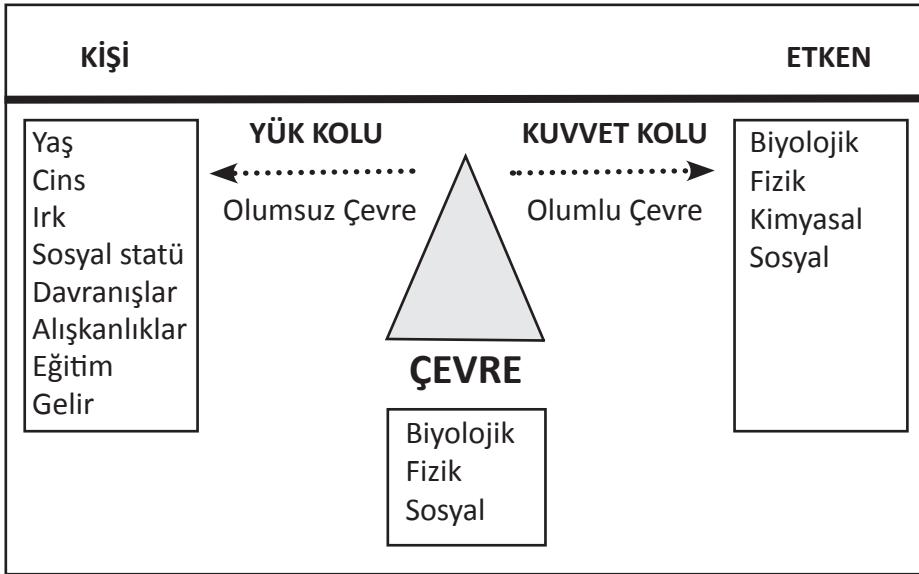 KİŞİ
ETKEN
Yaş
Cins
Irk
Sosyal statü
Davranışlar
Alışkanlıklar
Eğitim
Gelir
YÜK KOLU
Olumsuz Çevre
KUVVET KOLU
Olumlu Çevre
Biyolojik
Fizik
Kimyasal
Sosyal
ÇEVRE
Biyolojik
Fizik
Sosyal